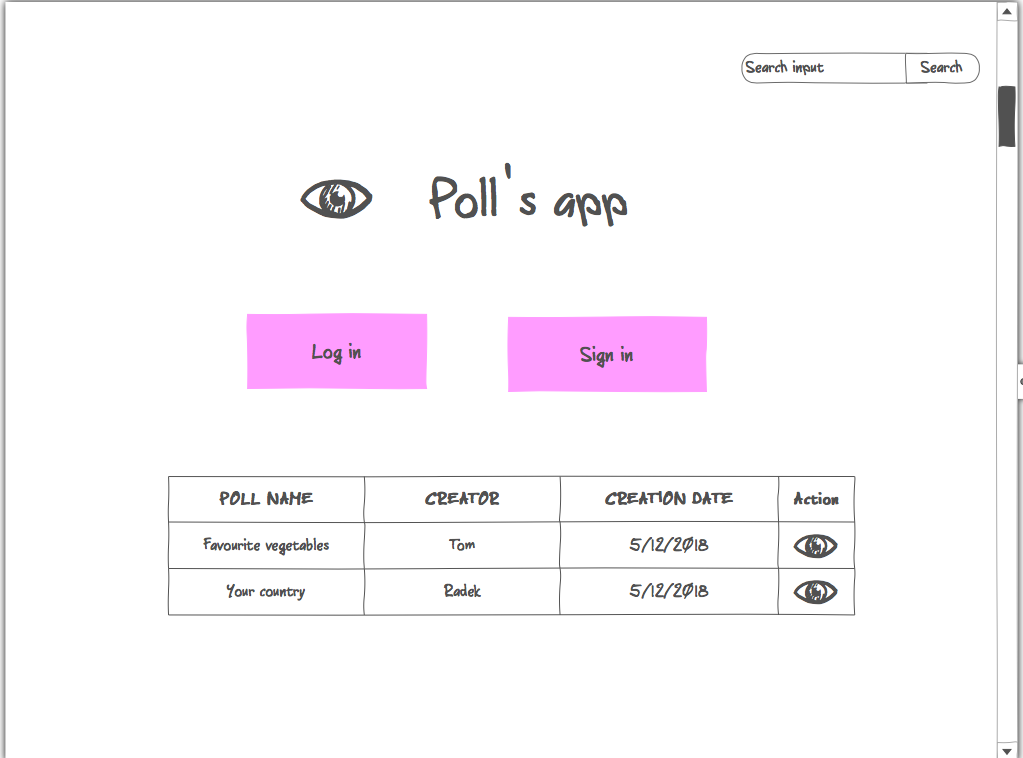 Search input Search
Poll's app
Log in
Sign in
POLL NAME CREATOR CREATION DATE Action
Favourite vegetables Tom 5/12/2018
Your country Radek 5/12/2018